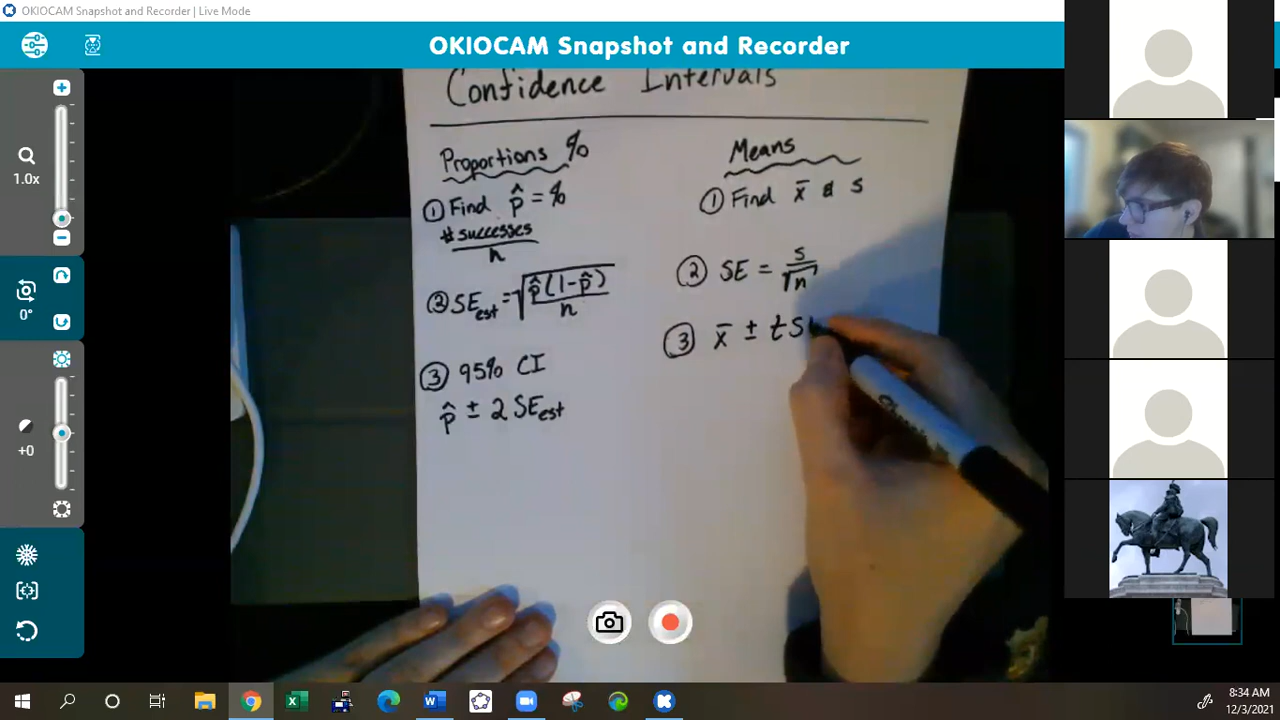 OKIOCAM Snapshot and Recorder | Live Mode
OKIOCAM Snapshot and Recorder
Confidence Intervals
Proportions %
① Find p̂ = %
# successes
n
② SEest = √p̂(1-p̂)
n
③ 95% CI
p̂ ± 2 SEest
Means
① Find x̄ & s
② SE = s
√n
③ x̄ ± t S
1.0x
0°
+0
8:34 AM
12/3/2021